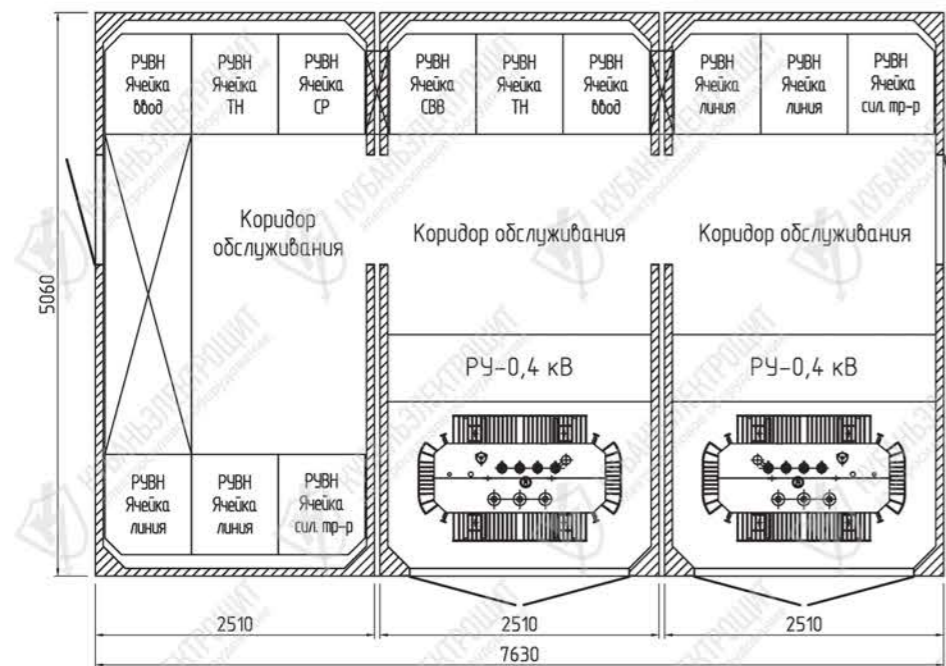 РУВН
Ячейка
ввод
РУВН
Ячейка
ТН
РУВН
Ячейка
СР
РУВН
Ячейка
СВВ
РУВН
Ячейка
ТН
РУВН
Ячейка
ввод
РУВН
Ячейка
линия
РУВН
Ячейка
линия
РУВН
Ячейка
сил. тр-р
Коридор
обслуживания
Коридор обслуживания
Коридор обслуживания
5060
РУ-0,4 кВ
РУ-0,4 кВ
РУВН
Ячейка
линия
РУВН
Ячейка
линия
РУВН
Ячейка
сил. тр-р
2510
2510
2510
7630
КУБАНЬЭЛЕКТРОЩИТ
электрощитовое оборудование